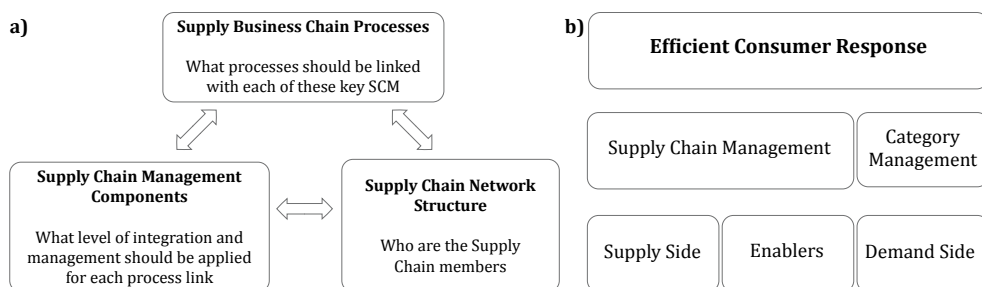 a)
Supply Business Chain Processes
What processes should be linked
with each of these key SCM
Supply Chain Management
Components
What level of integration and
management should be applied
for each process link
Supply Chain Network
Structure
Who are the Supply
Chain members
b)
Efficient Consumer Response
Supply Chain Management
Category
Management
Supply Side
Enablers
Demand Side